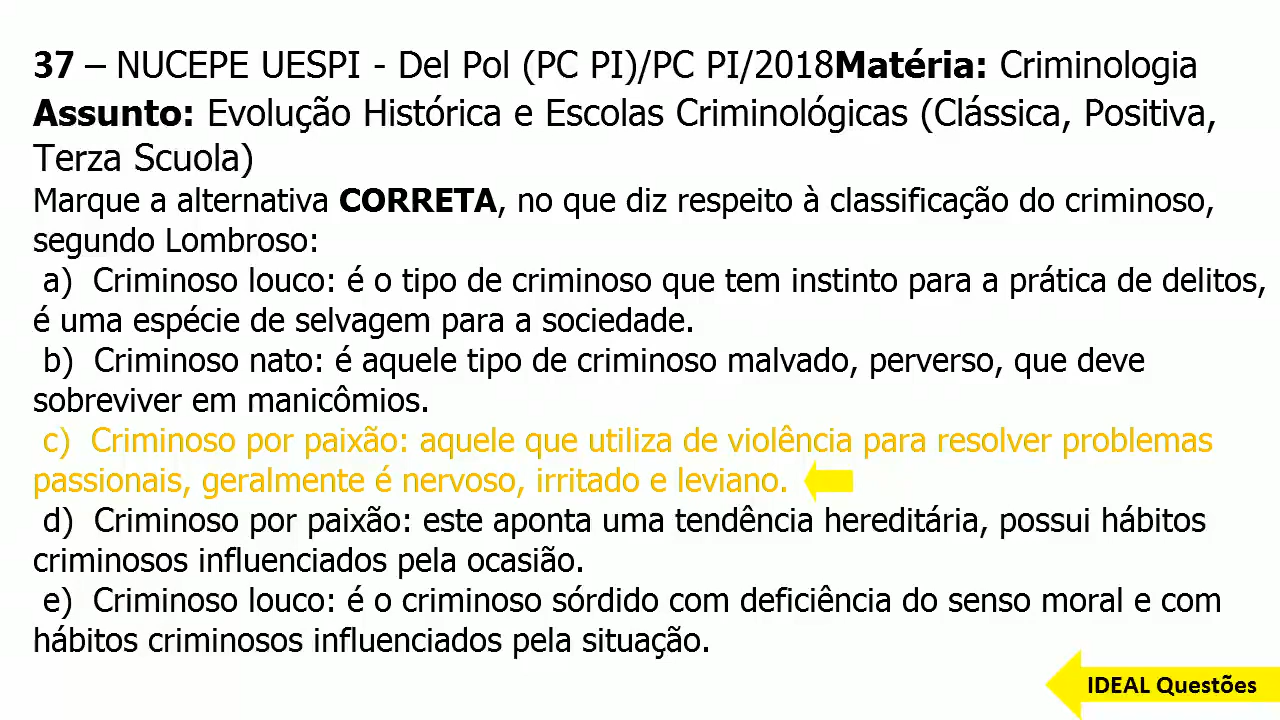 37 – NUCEPE UESPI - Del Pol (PC PI)/PC PI/2018Matéria: Criminologia
Assunto: Evolução Histórica e Escolas Criminológicas (Clássica, Positiva,
Terza Scuola)
Marque a alternativa CORRETA, no que diz respeito à classificação do criminoso,
segundo Lombroso:
a) Criminoso louco: é o tipo de criminoso que tem instinto para a prática de delitos,
é uma espécie de selvagem para a sociedade.
b) Criminoso nato: é aquele tipo de criminoso malvado, perverso, que deve
sobreviver em manicômios.
c) Criminoso por paixão: aquele que utiliza de violência para resolver problemas
passionais, geralmente é nervoso, irritado e leviano.
d) Criminoso por paixão: este aponta uma tendência hereditária, possui hábitos
criminosos influenciados pela ocasião.
e) Criminoso louco: é o criminoso sórdido com deficiência do senso moral e com
hábitos criminosos influenciados pela situação.
IDEAL Questões